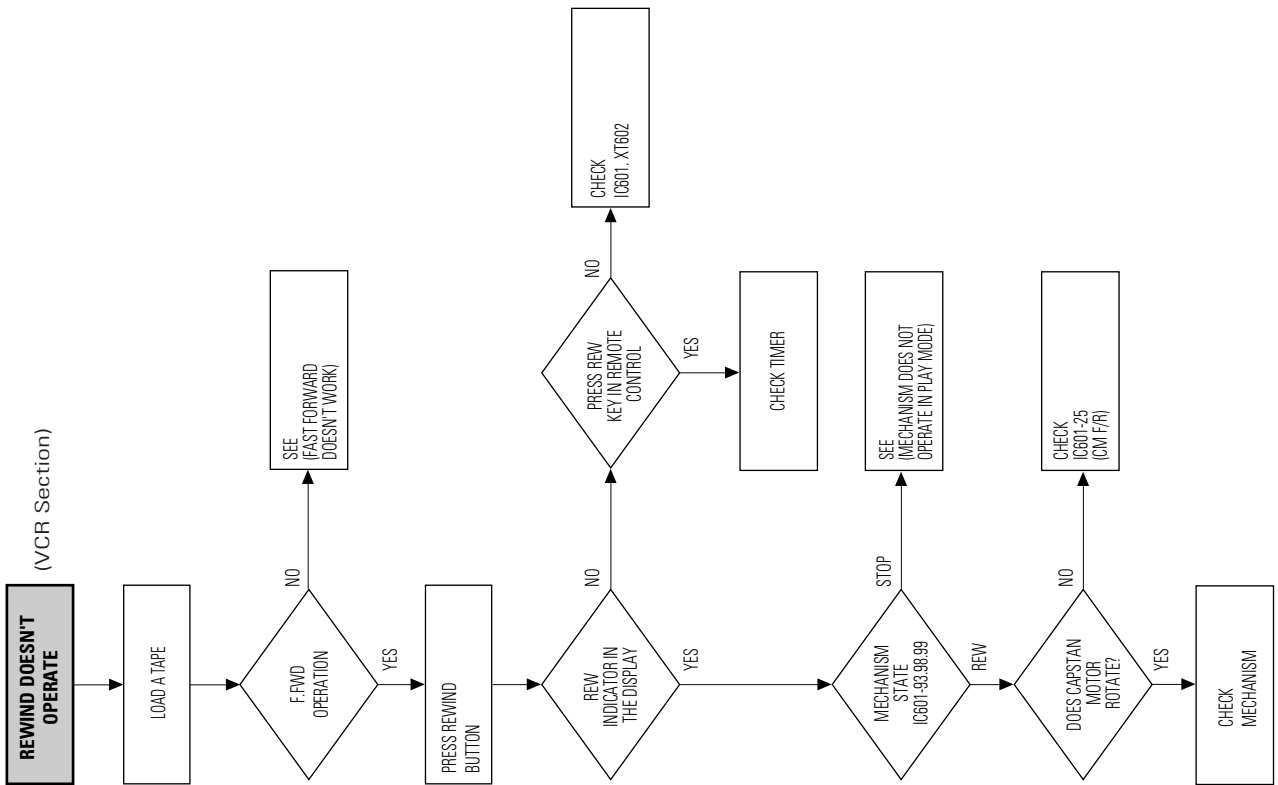 REWIND DOESN'T
OPERATE
(VCR Section)
LOAD A TAPE
F.FWD
OPERATION
NO
SEE
(FAST FORWARD
DOESN'T WORK)
YES
PRESS REWIND
BUTTON
REW
INDICATOR IN
THE DISPLAY
NO
PRESS REW
KEY IN REMOTE
CONTROL
NO
CHECK
IC601. XT602
YES
CHECK TIMER
YES
MECHANISM
STATE
IC601-93.98.99
STOP
SEE
(MECHANISM DOES NOT
OPERATE IN PLAY MODE)
REW
DOES CAPSTAN
MOTOR
ROTATE?
NO
CHECK
IC601-25
(CM F/R)
YES
CHECK
MECHANISM